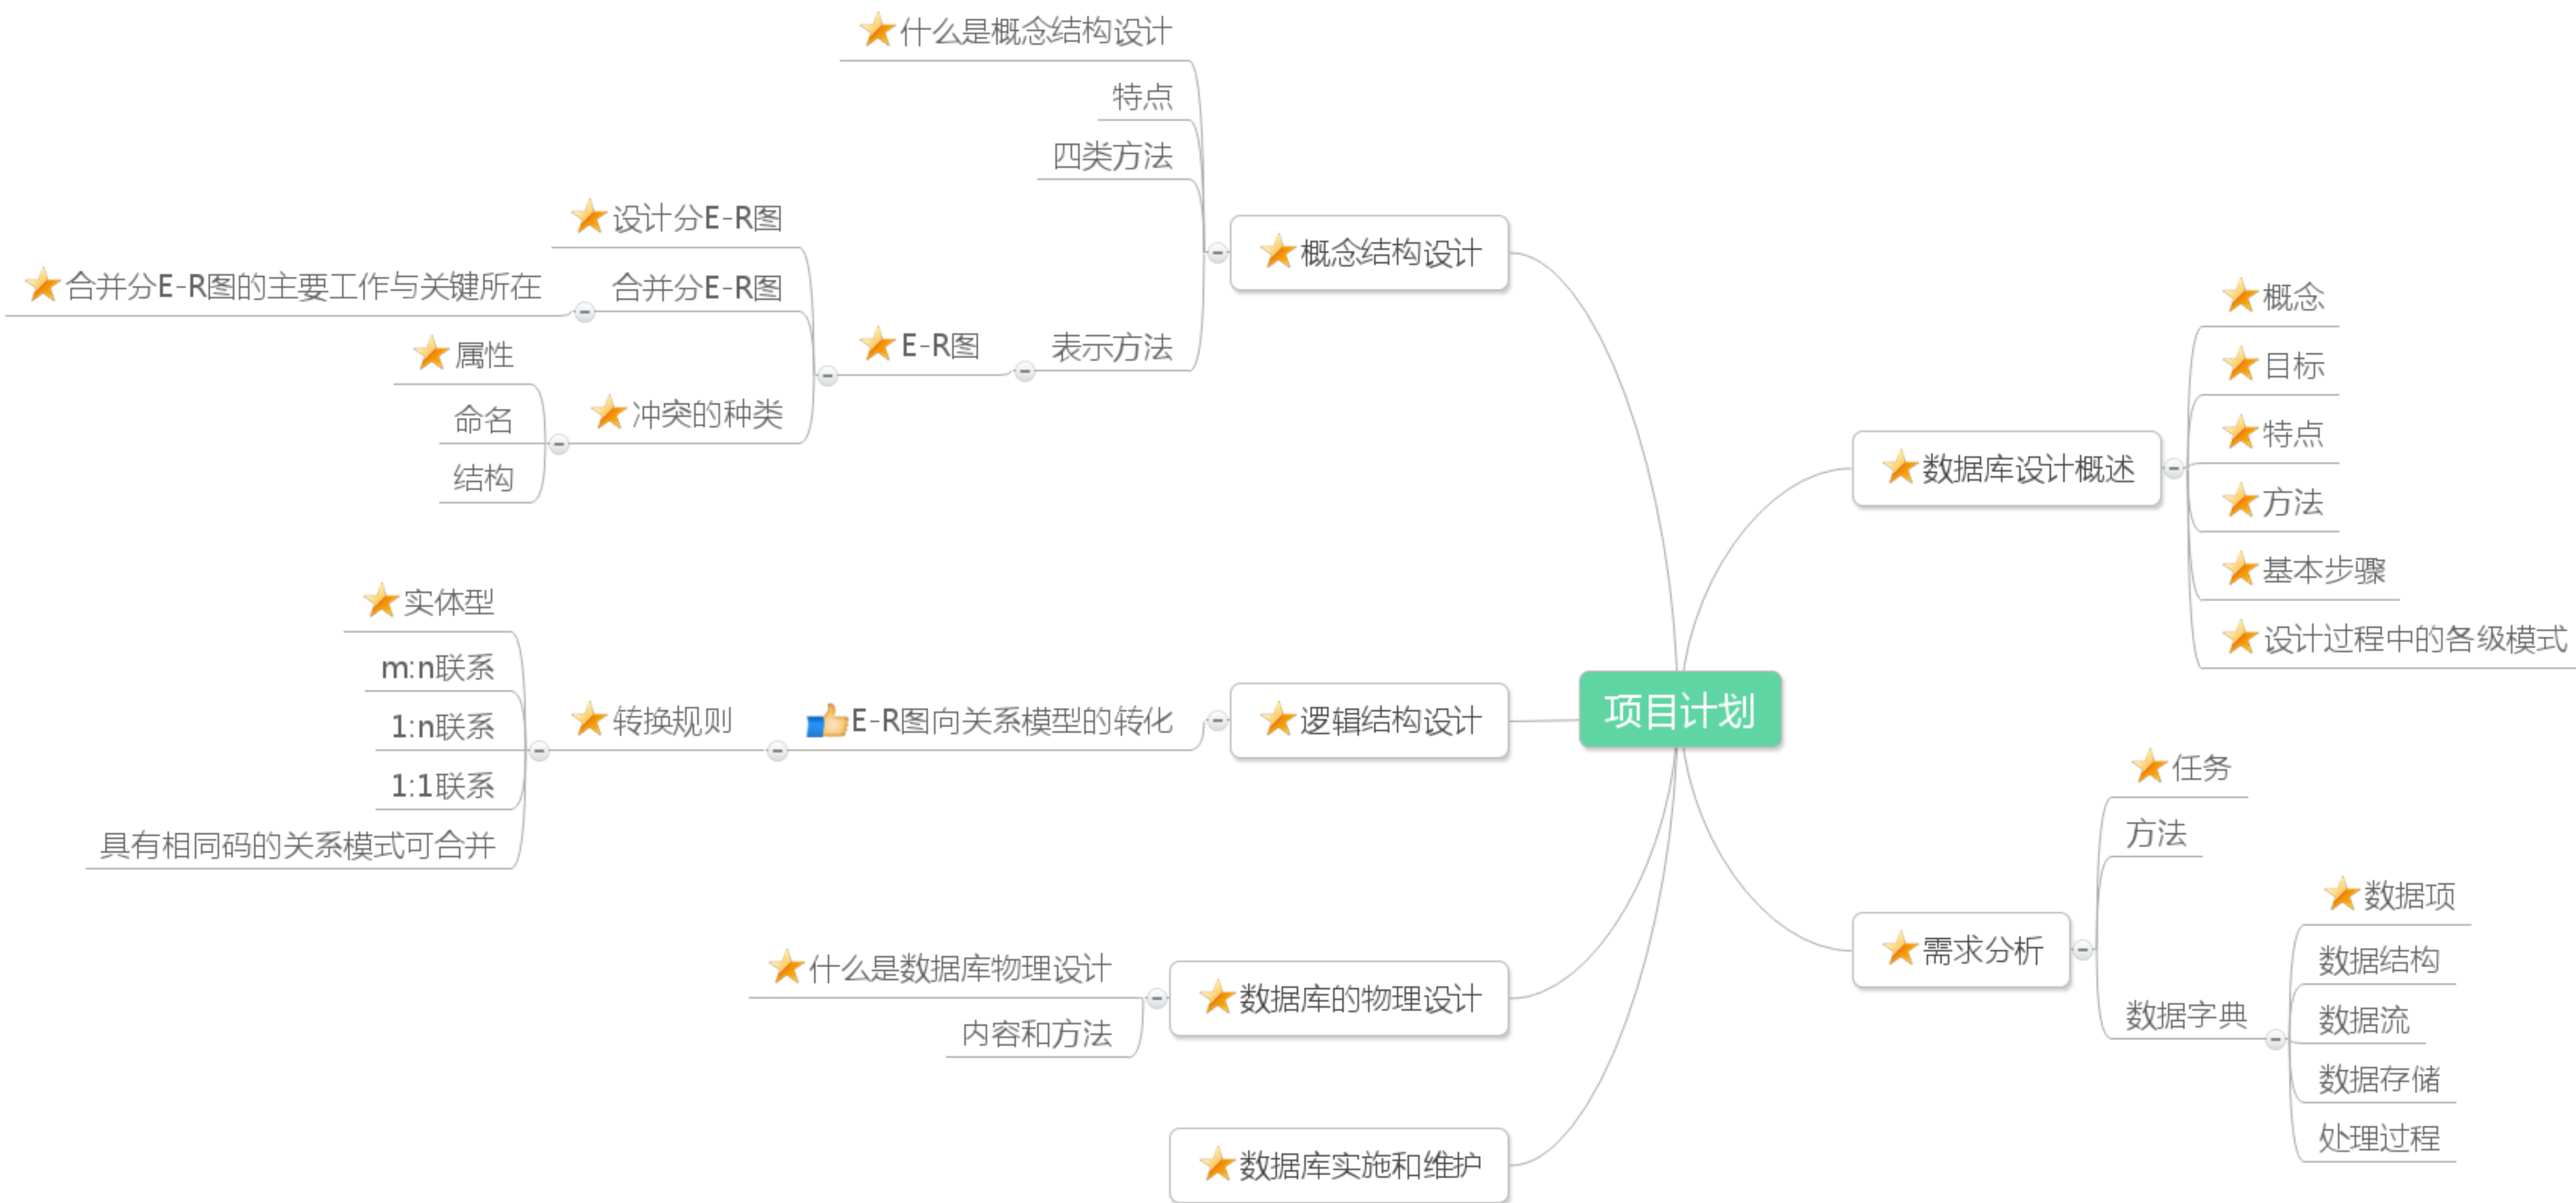 项目计划
数据库设计概述
概念
目标
特点
方法
基本步骤
设计过程中的各级模式
需求分析
任务
方法
数据字典
数据项
数据结构
数据流
数据存储
处理过程
概念结构设计
什么是概念结构设计
特点
四类方法
表示方法
E-R图
设计分E-R图
合并分E-R图
合并分E-R图的主要工作与关键所在
冲突的种类
属性
命名
结构
逻辑结构设计
E-R图向关系模型的转化
转换规则
实体型
m:n联系
1:n联系
1:1联系
具有相同码的关系模式可合并
数据库的物理设计
什么是数据库物理设计
内容和方法
数据库实施和维护